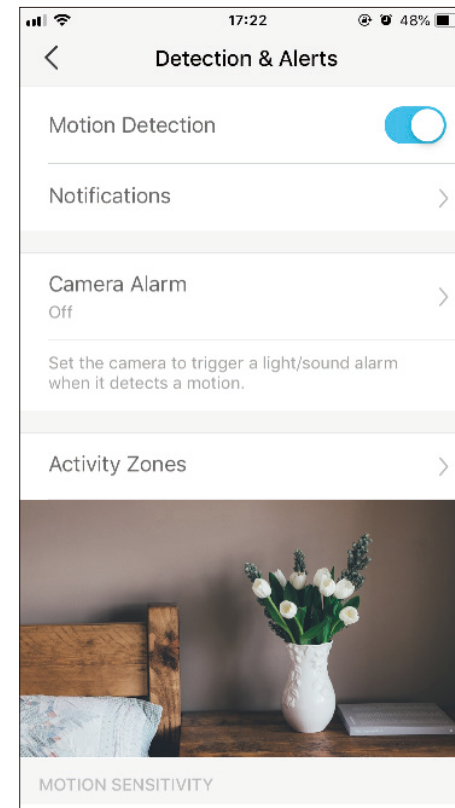 17:22
48%
Detection & Alerts
Motion Detection
Notifications
Camera Alarm
Off
Set the camera to trigger a light/sound alarm
when it detects a motion.
Activity Zones
MOTION SENSITIVITY